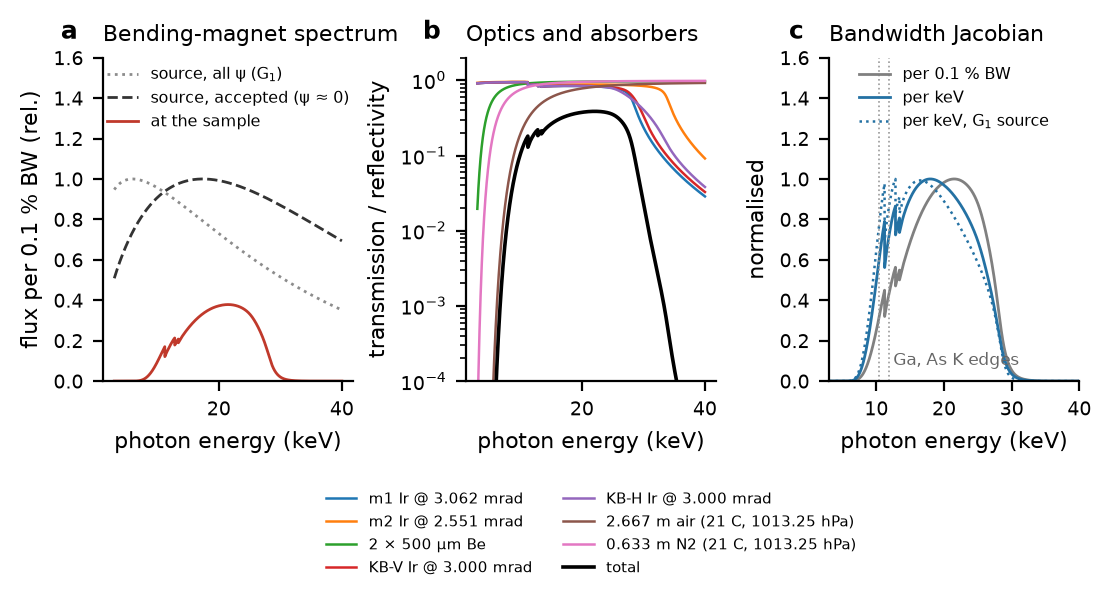 a Bending-magnet spectrum
flux per 0.1 % BW (rel.)
1.6
1.4
1.2
1.0
0.8
0.6
0.4
0.2
0.0
source, all ψ (G₁)
source, accepted (ψ ≈ 0)
at the sample
20 40
photon energy (keV)
b Optics and absorbers
transmission / reflectivity
10⁰
10⁻¹
10⁻²
10⁻³
10⁻⁴
20 40
photon energy (keV)
c Bandwidth Jacobian
normalised
1.6
1.4
1.2
1.0
0.8
0.6
0.4
0.2
0.0
per 0.1 % BW
per keV
per keV, G₁ source
Ga, As K edges
10 20 30 40
photon energy (keV)
m1 Ir @ 3.062 mrad
m2 Ir @ 2.551 mrad
2 × 500 µm Be
KB-V Ir @ 3.000 mrad
KB-H Ir @ 3.000 mrad
2.667 m air (21 C, 1013.25 hPa)
0.633 m N2 (21 C, 1013.25 hPa)
total